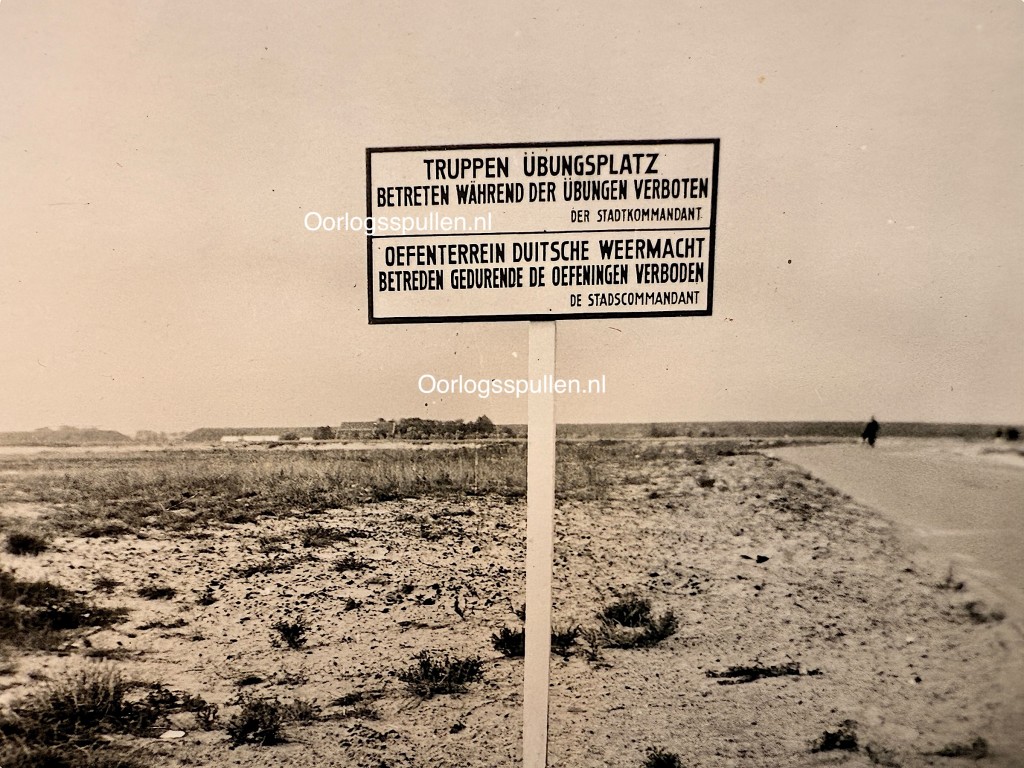 TRUPPEN ÜBUNGSPLATZ
BETRETEN WÄHREND DER ÜBUNGEN VERBOTEN
DER STADTKOMMANDANT
Oorlogsspullen.nl
OEFENTERREIN DUITSCHE WEERMACHT
BETREDEN GEDURENDE DE OEFENINGEN VERBODEN
DE STADSCOMMANDANT
Oorlogsspullen.nl